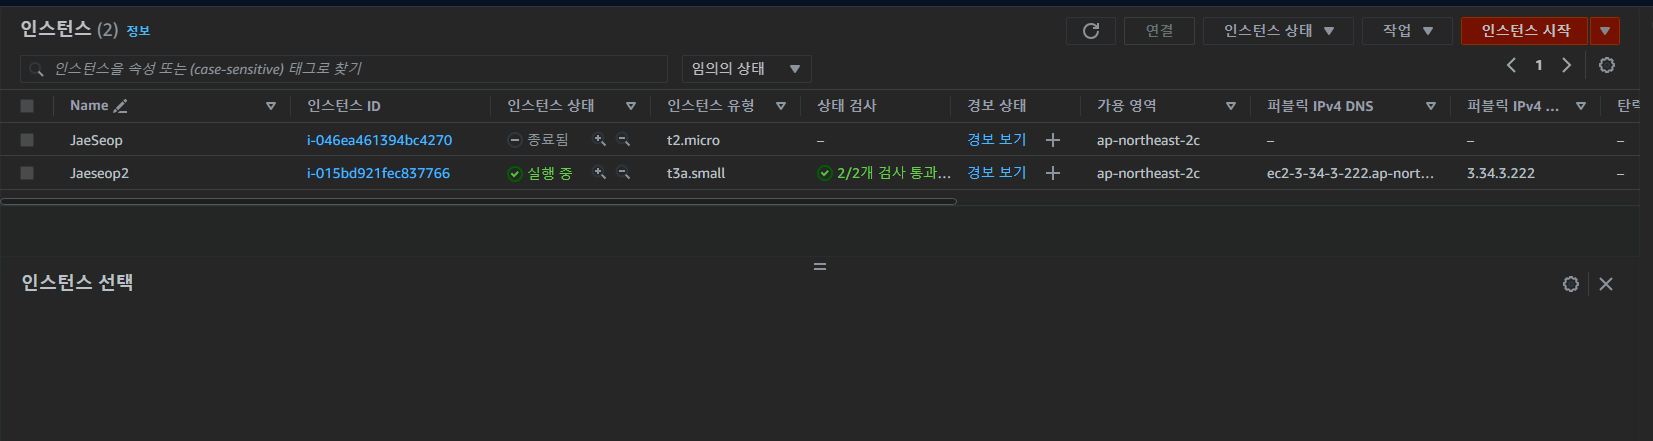 인스턴스 (2) 정보
연결 인스턴스 상태 작업 인스턴스 시작
인스턴스을 속성 또는 (case-sensitive) 태그로 찾기 임의의 상태 1
Name 인스턴스 ID 인스턴스 상태 인스턴스 유형 상태 검사 경보 상태 가용 영역 퍼블릭 IPv4 DNS 퍼블릭 IPv4 ... 탄력
JaeSeop i-046ea461394bc4270 종료됨 t2.micro – 경보 보기 + ap-northeast-2c – – –
Jaeseop2 i-015bd921fec837766 실행 중 t3a.small 2/2개 검사 통과... 경보 보기 + ap-northeast-2c ec2-3-34-3-222.ap-nort... 3.34.3.222 –
인스턴스 선택